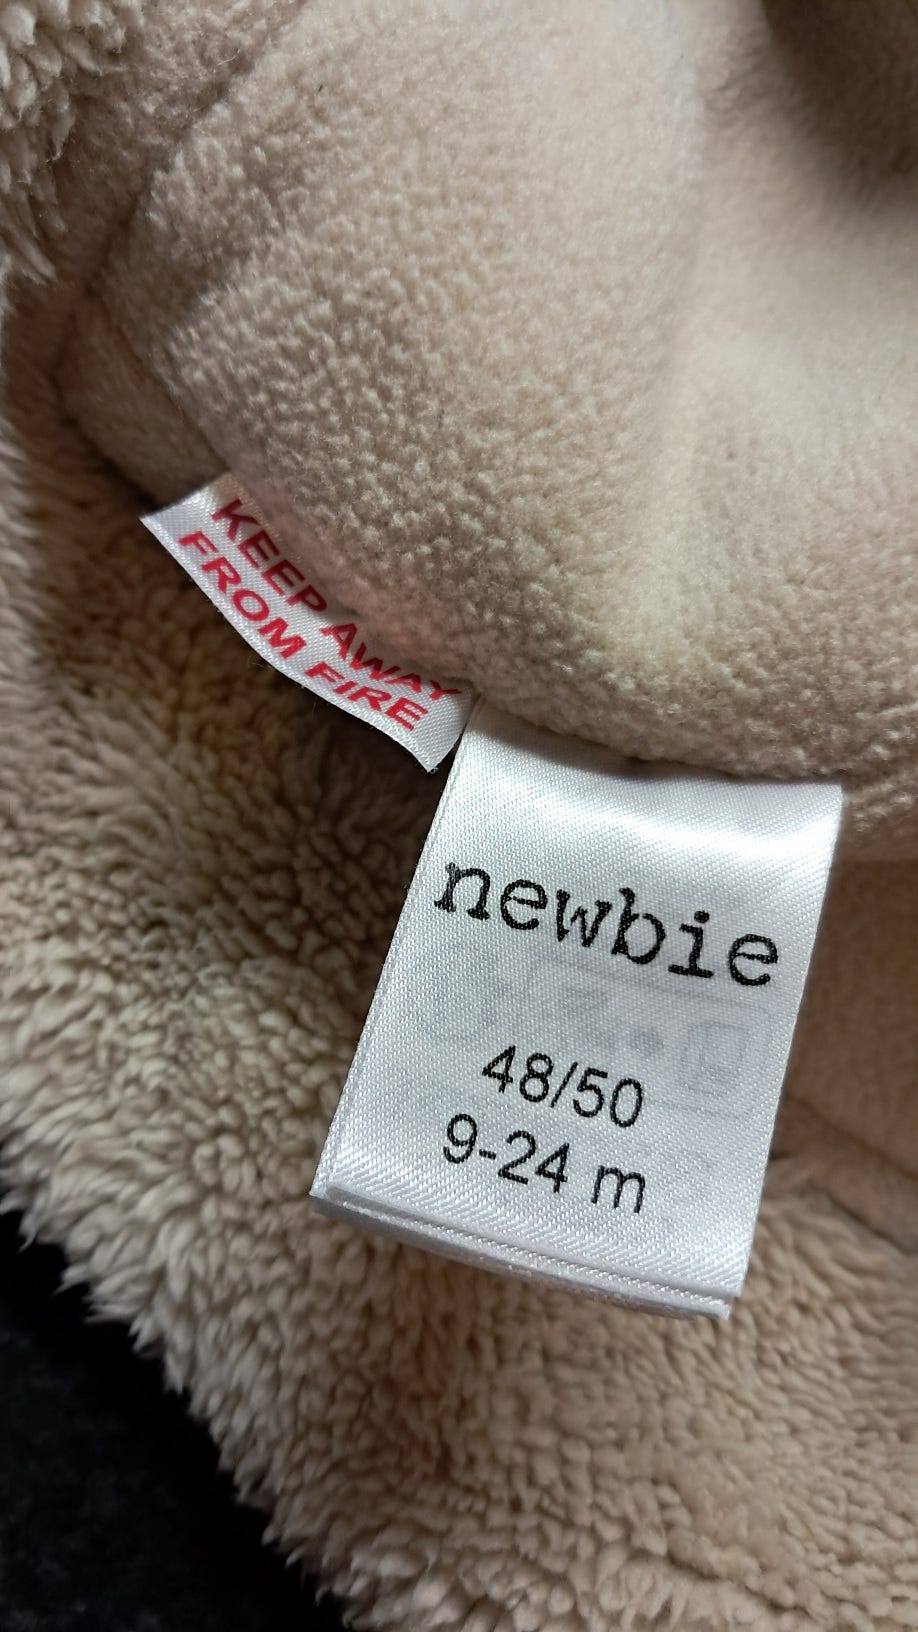 KEEP AWAY
FROM FIRE
newbie
48/50
9-24 m